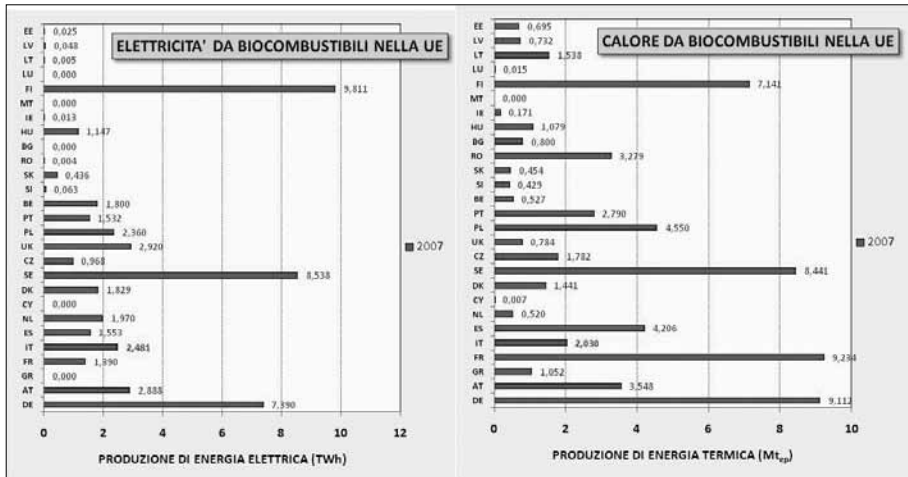 ELETTRICITA’ DA BIOCOMBUSTIBILI NELLA UE
EE 0,025
LV 0,048
LT 0,005
LU 0,000
FI 9,811
MT 0,000
IE 0,013
HU 1,147
BG 0,000
RO 0,004
SK 0,436
SI 0,063
BE 1,800
PT 1,532
PL 2,360
UK 2,920
CZ 0,968
SE 8,538
DK 1,829
CY 0,000
NL 1,970
ES 1,553
IT 2,481
FR 1,390
GR 0,000
AT 2,888
DE 7,390
2007
0 2 4 6 8 10 12
PRODUZIONE DI ENERGIA ELETTRICA (TWh)
CALORE DA BIOCOMBUSTIBILI NELLA UE
EE 0,695
LV 0,732
LT 1,538
LU 0,015
FI 7,141
MT 0,000
IE 0,171
HU 1,079
BG 0,800
RO 3,279
SK 0,454
SI 0,429
BE 0,527
PT 2,790
PL 4,550
UK 0,784
CZ 1,782
SE 8,441
DK 1,441
CY 0,007
NL 0,520
ES 4,206
IT 2,030
FR 9,234
GR 1,052
AT 3,548
DE 9,112
2007
0 2 4 6 8 10
PRODUZIONE DI ENERGIA TERMICA (Mtep)